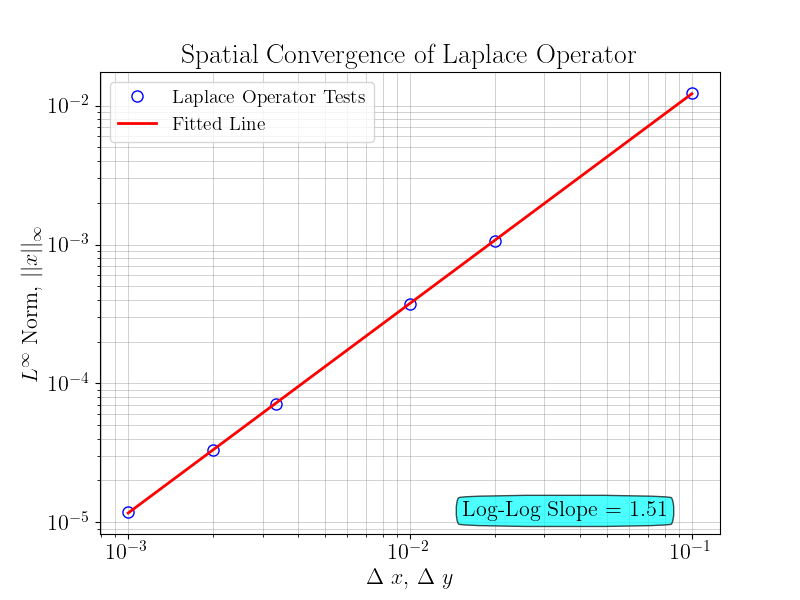 Spatial Convergence of Laplace Operator
Laplace Operator Tests
Fitted Line
10⁻²
10⁻³
10⁻⁴
10⁻⁵
L^∞ Norm, ||x||_∞
Log-Log Slope = 1.51
10⁻³
10⁻²
10⁻¹
Δ x, Δ y